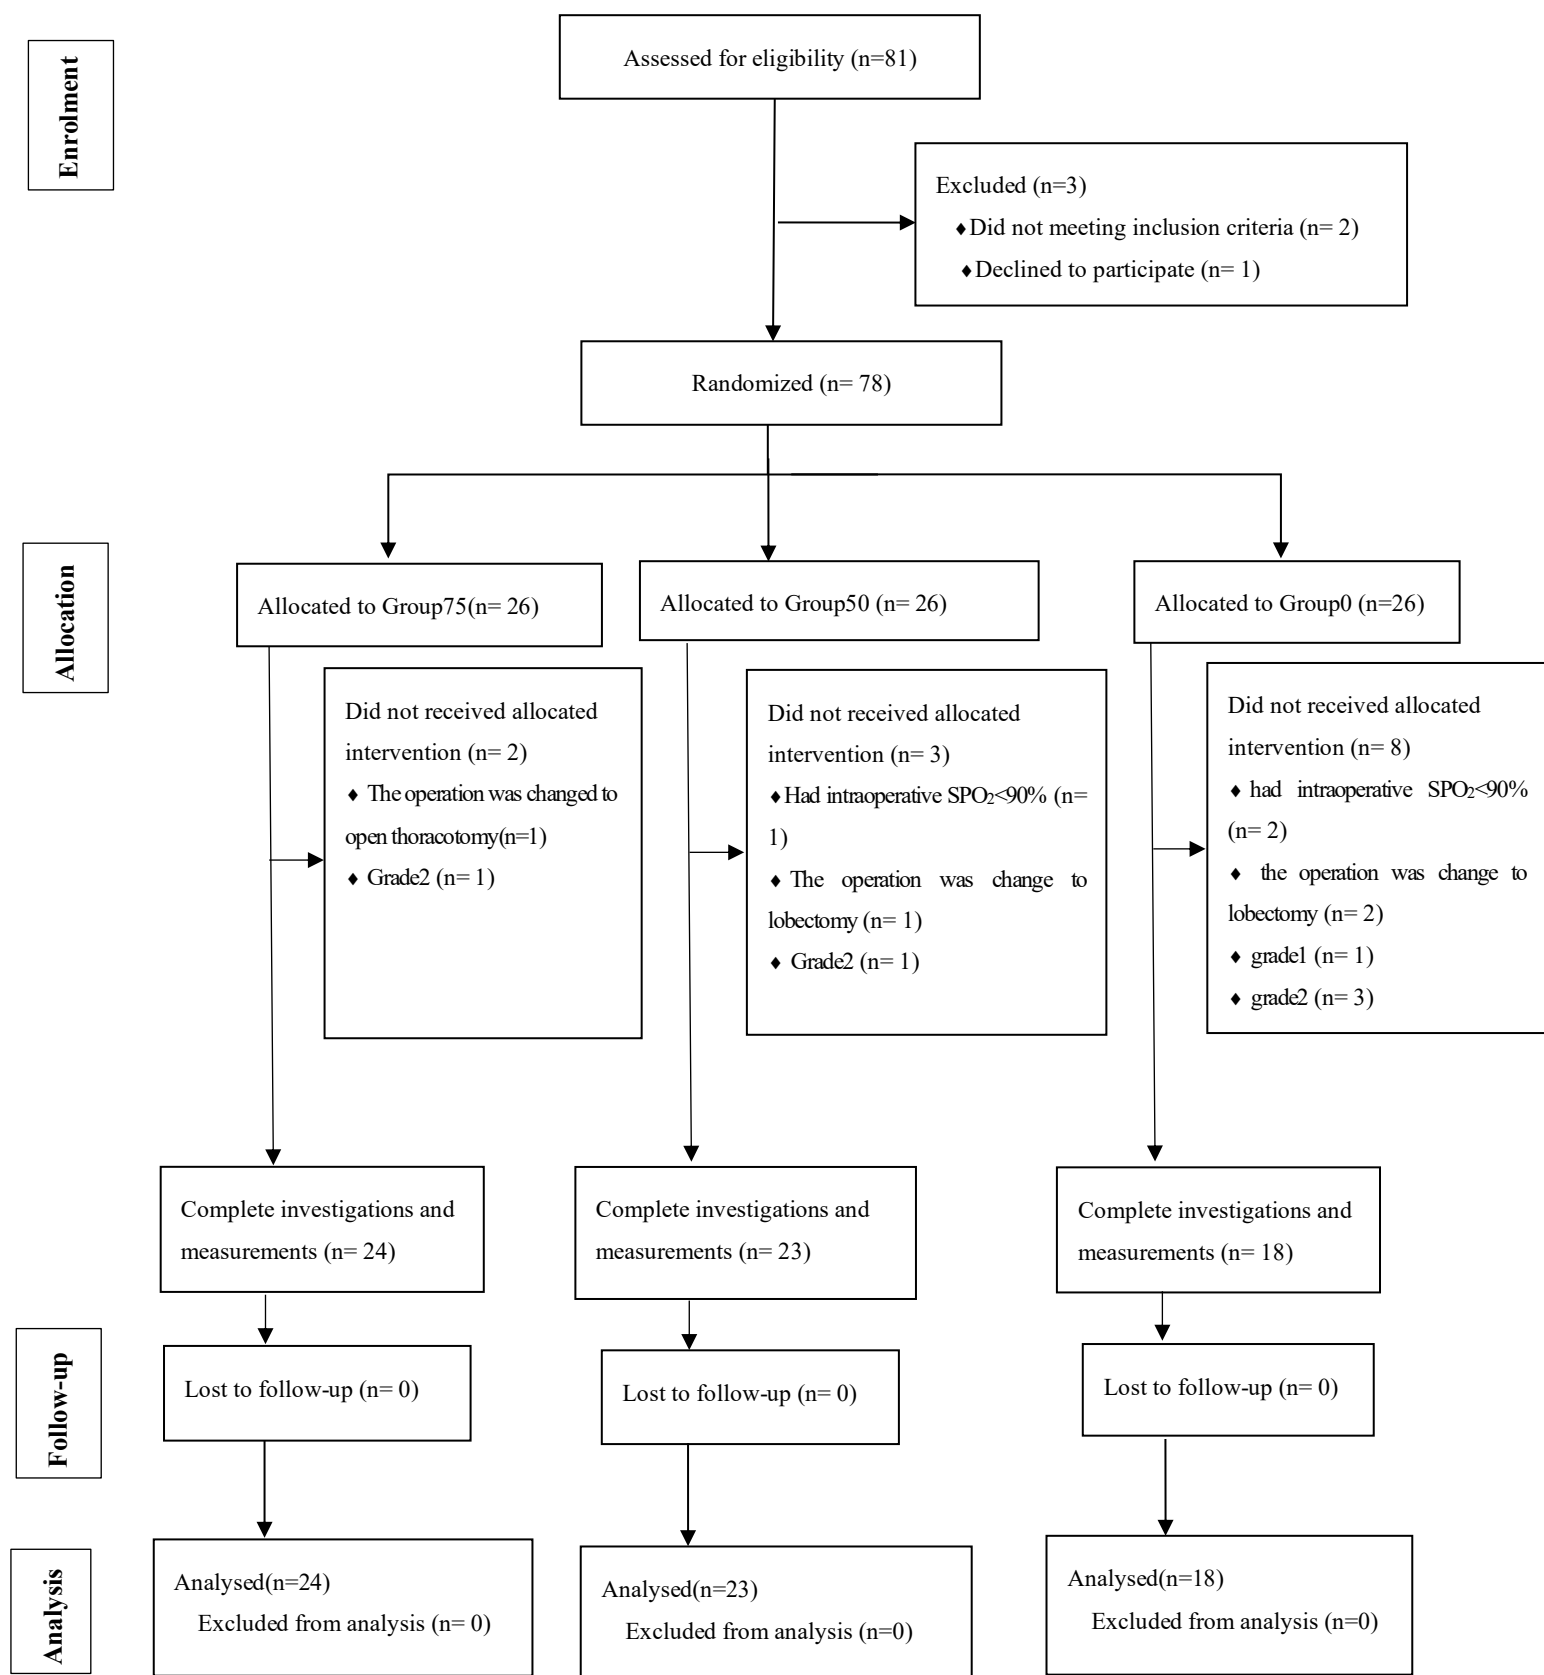 Enrolment
Assessed for eligibility (n=81)
Excluded (n=3)
♦Did not meeting inclusion criteria (n= 2)
♦Declined to participate (n= 1)
Randomized (n= 78)
Allocation
Allocated to Group75(n= 26)
Allocated to Group50 (n= 26)
Allocated to Group0 (n=26)
Did not received allocated
intervention (n= 2)
♦ The operation was changed to
open thoracotomy(n=1)
♦ Grade2 (n= 1)
Did not received allocated
intervention (n= 3)
♦Had intraoperative SPO₂<90% (n=
1)
♦ The operation was change to
lobectomy (n= 1)
♦ Grade2 (n= 1)
Did not received allocated
intervention (n= 8)
♦ had intraoperative SPO₂<90%
(n= 2)
♦ the operation was change to
lobectomy (n= 2)
♦ grade1 (n= 1)
♦ grade2 (n= 3)
Complete investigations and
measurements (n= 24)
Complete investigations and
measurements (n= 23)
Complete investigations and
measurements (n= 18)
Follow-up
Lost to follow-up (n= 0)
Lost to follow-up (n= 0)
Lost to follow-up (n= 0)
Analysis
Analysed(n=24)
Excluded from analysis (n= 0)
Analysed(n=23)
Excluded from analysis (n=0)
Analysed(n=18)
Excluded from analysis (n=0)